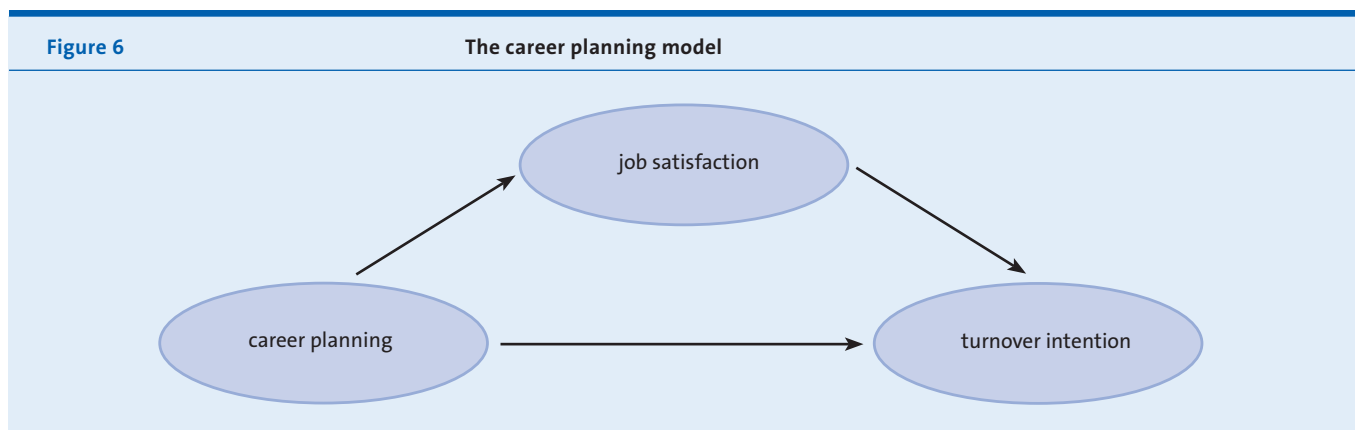 Figure 6 The career planning model
job satisfaction
career planning turnover intention